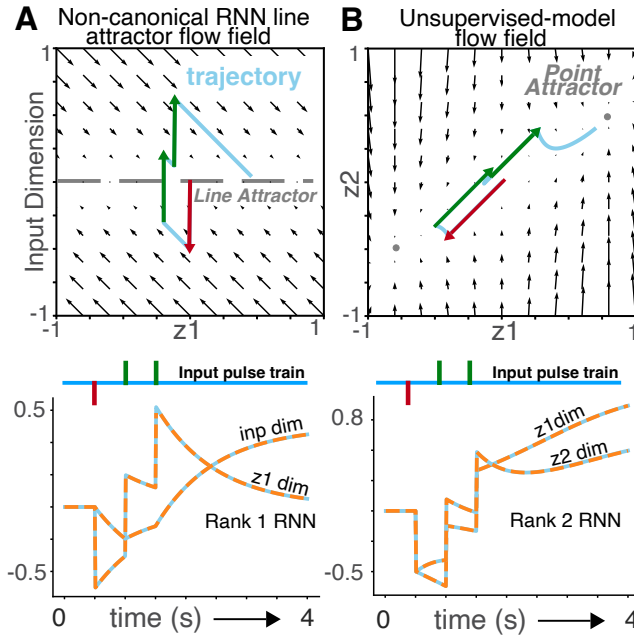 A
Non-canonical RNN line
attractor flow field
1
trajectory
Input Dimension
Line Attractor
-1
-1
z1
1
B
Unsupervised-model
flow field
1
Point
Attractor
z2
-1
-1
z1
1
Input pulse train
0.5
-0.5
inp dim
z1 dim
Rank 1 RNN
0
time (s)
4
Input pulse train
0.8
-0.5
z1dim
z2 dim
Rank 2 RNN
0
time (s)
4